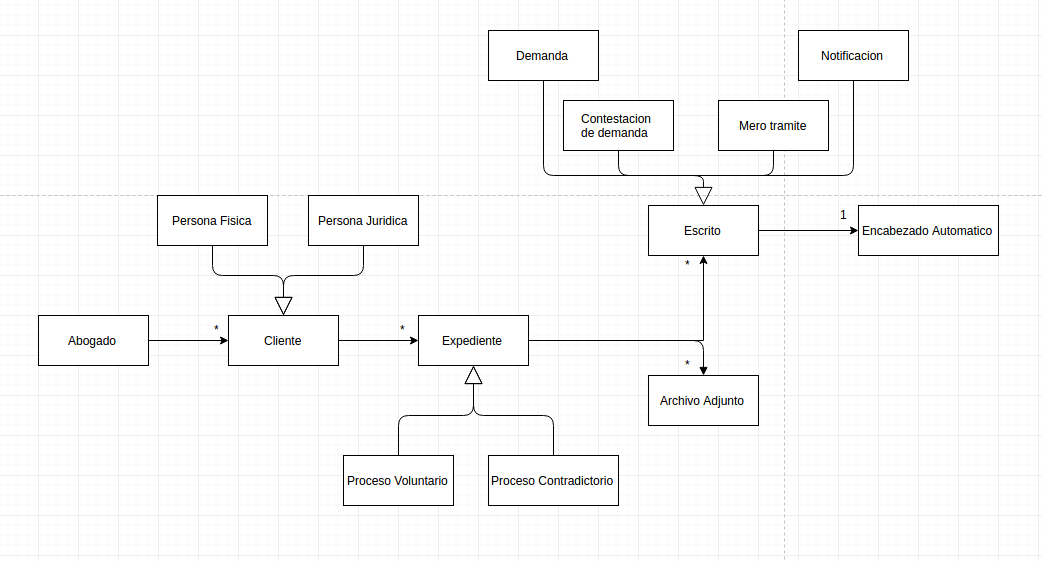 Demanda
Notificacion
Contestacion
de demanda
Mero tramite
Persona Fisica
Persona Juridica
Escrito
1
Encabezado Automatico
*
Abogado
*
Cliente
*
Expediente
*
Archivo Adjunto
Proceso Voluntario
Proceso Contradictorio